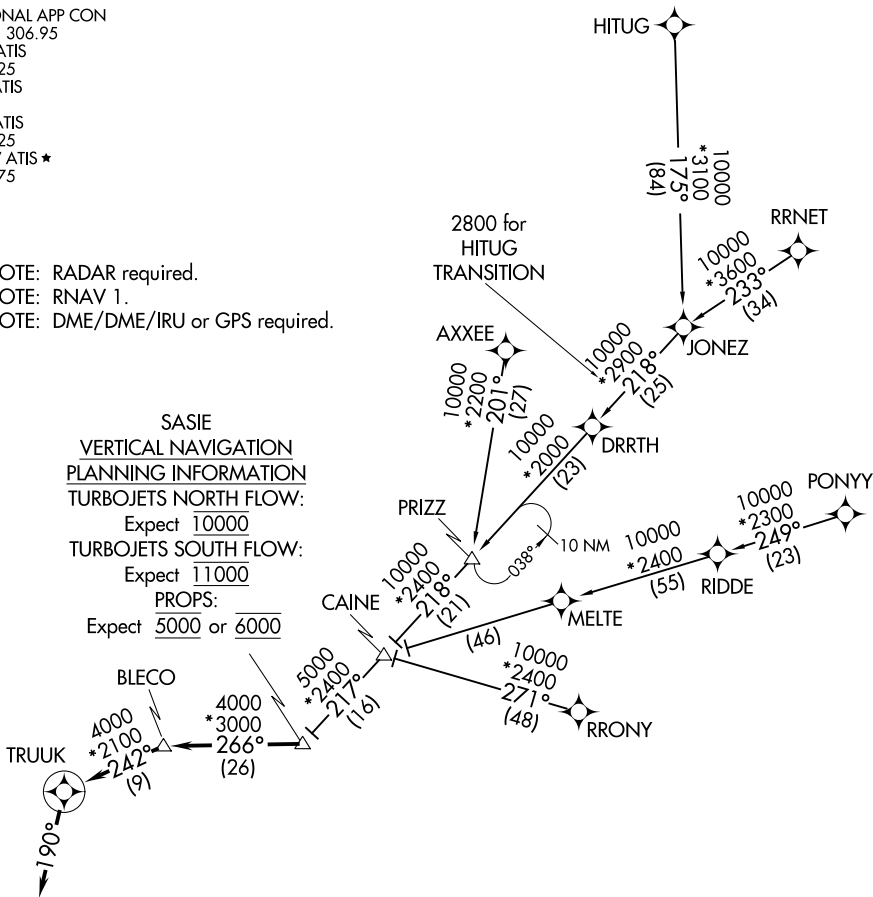 ONAL APP CON
306.95
ATIS
25
ATIS
ATIS
25
ATIS ★
75
HITUG
10000
*3100
175°
(84)
RRNET
10000
*3600
233°
(34)
2800 for
HITUG
TRANSITION
OTE: RADAR required.
OTE: RNAV 1.
OTE: DME/DME/IRU or GPS required.
AXXEE
10000
*2200
201°
(27)
JONEZ
10000
*2900
218°
(25)
DRRTH
10000
*2000
(23)
SASIE
VERTICAL NAVIGATION
PLANNING INFORMATION
TURBOJETS NORTH FLOW:
Expect 10000
TURBOJETS SOUTH FLOW:
Expect 11000
PROPS:
Expect 5000 or 6000
PRIZZ
038°
10 NM
PONYY
10000
*2300
249°
(23)
RIDDE
10000
*2400
(55)
MELTE
(46)
10000
*2400
218°
(21)
CAINE
10000
*2400
271°
(48)
RRONY
5000
*2400
217°
(16)
BLECO
4000
*3000
266°
(26)
TRUUK
4000
*2100
242°
(9)
190°